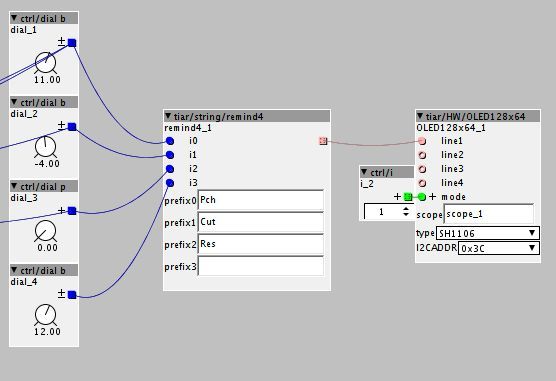 ▼ ctrl/dial b
dial_1
±
11.00
▼ ctrl/dial b
dial_2
±
-4.00
▼ ctrl/dial p
dial_3
0.00
▼ ctrl/dial b
dial_4
±
12.00
▼ tiar/string/remind4
remind4_1
i0
i1
i2
i3
prefix0 Pch
prefix1 Cut
prefix2 Res
prefix3
▼ ctrl/i
i_2
+
1
▼ tiar/HW/OLED128x64
OLED128x64_1
line1
line2
line3
line4
+ mode
scope scope_1
type SH1106
I2CADDR 0x3C